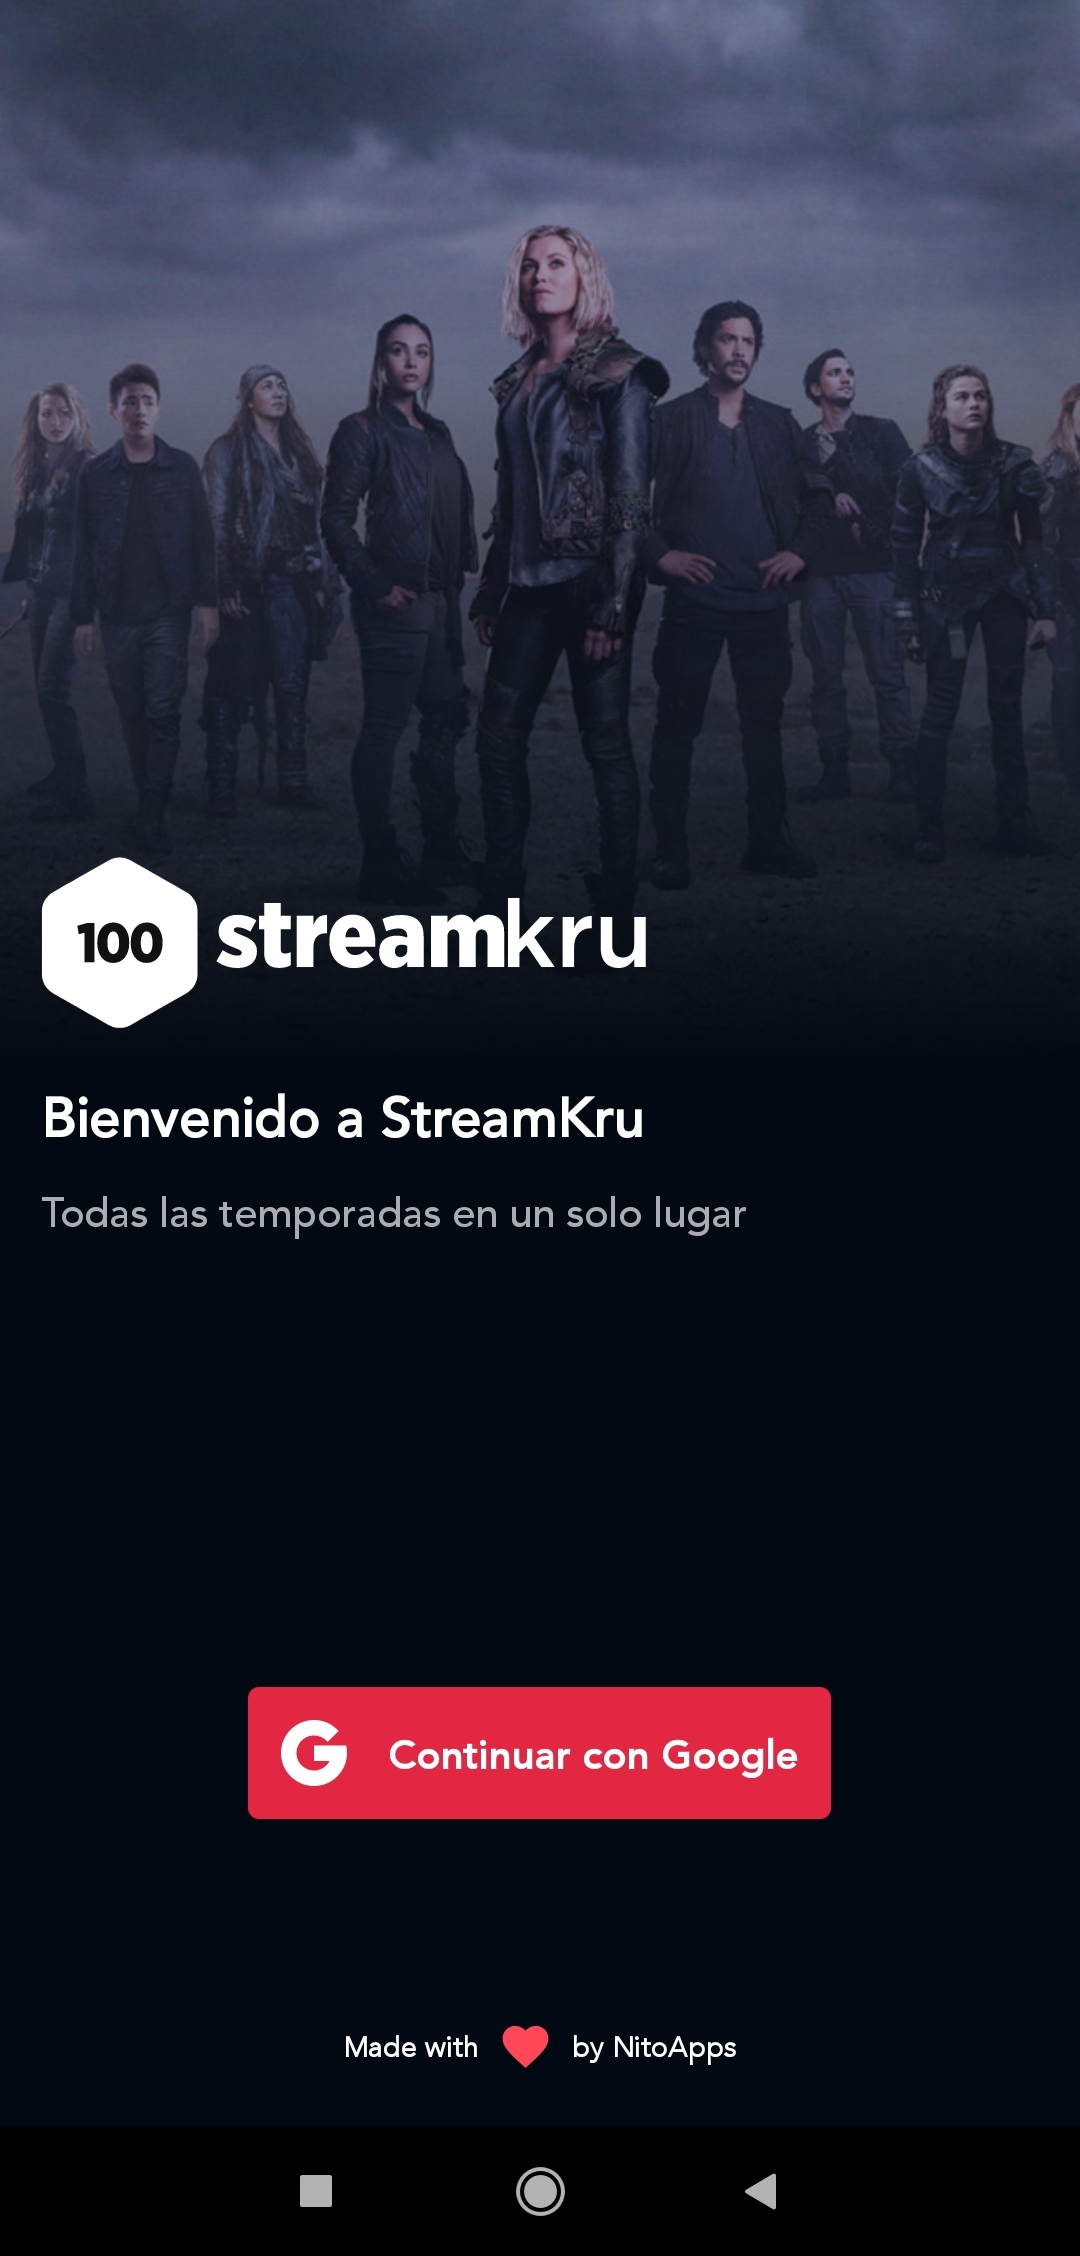 100 streamkru
Bienvenido a StreamKru
Todas las temporadas en un solo lugar
G Continuar con Google
Made with ❤ by NitoApps